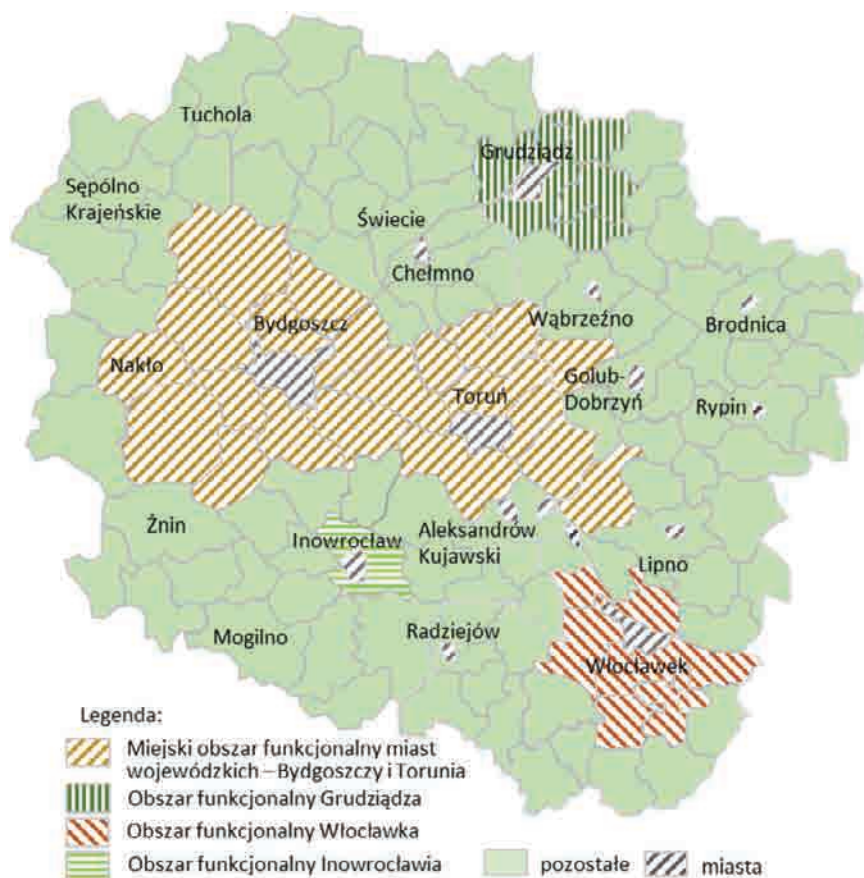 Tuchola
Grudziądz
Sępólno
Krajeńskie
Świecie
Chełmno
Bydgoszcz
Wąbrzeźno
Brodnica
Nakło
Toruń
Golub-
Dobrzyń
Rypin
Żnin
Inowrocław
Aleksandrów
Kujawski
Lipno
Mogilno
Radziejów
Włocławek
Legenda:
Miejski obszar funkcjonalny miast
wojewódzkich – Bydgoszczy i Torunia
Obszar funkcjonalny Grudziądza
Obszar funkcjonalny Włocławka
Obszar funkcjonalny Inowrocławia
pozostałe
miasta